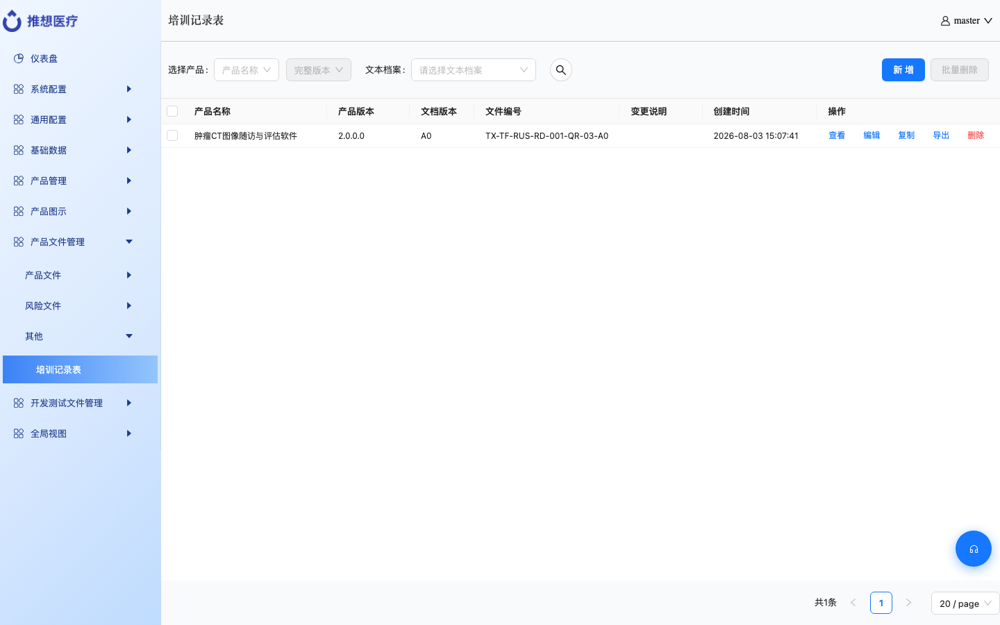 推想医疗
培训记录表
master
仪表盘
系统配置
通用配置
基础数据
产品管理
产品图示
产品文件管理
产品文件
风险文件
其他
培训记录表
开发测试文件管理
全局视图
选择产品： 产品名称 完整版本 文本档案： 请选择文本档案 新 增 批量删除
产品名称 产品版本 文档版本 文件编号 变更说明 创建时间 操作
肿瘤CT图像随访与评估软件 2.0.0.0 A0 TX-TF-RUS-RD-001-QR-03-A0 2026-08-03 15:07:41 查看 编辑 复制 导出 删除
共1条 1 20 / page